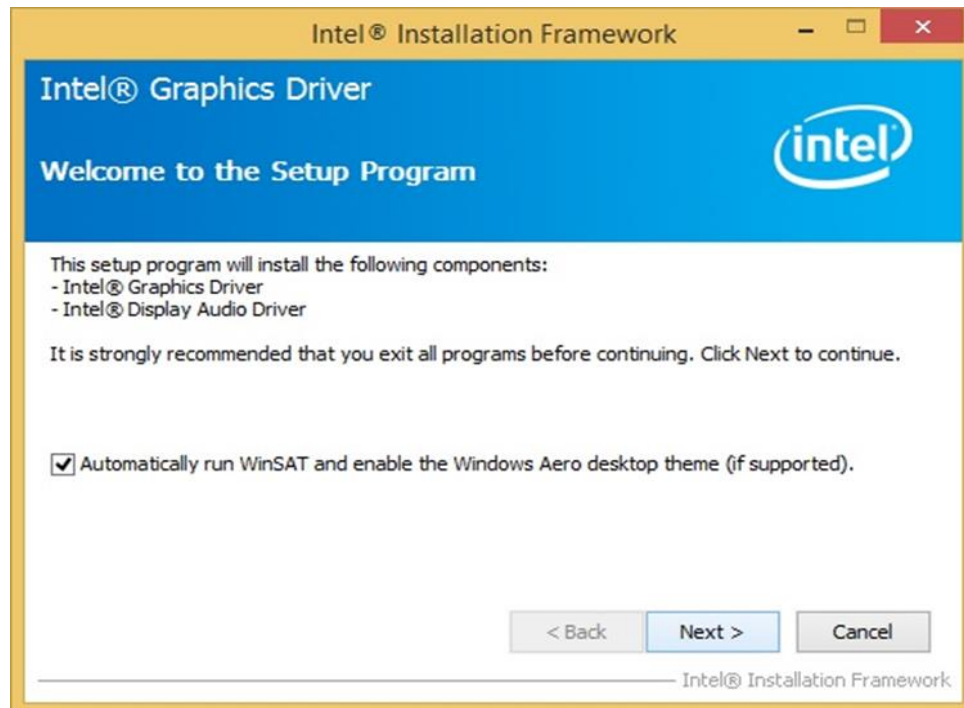 Intel® Installation Framework
Intel® Graphics Driver
Welcome to the Setup Program
intel
This setup program will install the following components:
- Intel® Graphics Driver
- Intel® Display Audio Driver
It is strongly recommended that you exit all programs before continuing. Click Next to continue.
Automatically run WinSAT and enable the Windows Aero desktop theme (if supported).
< Back
Next >
Cancel
Intel® Installation Framework